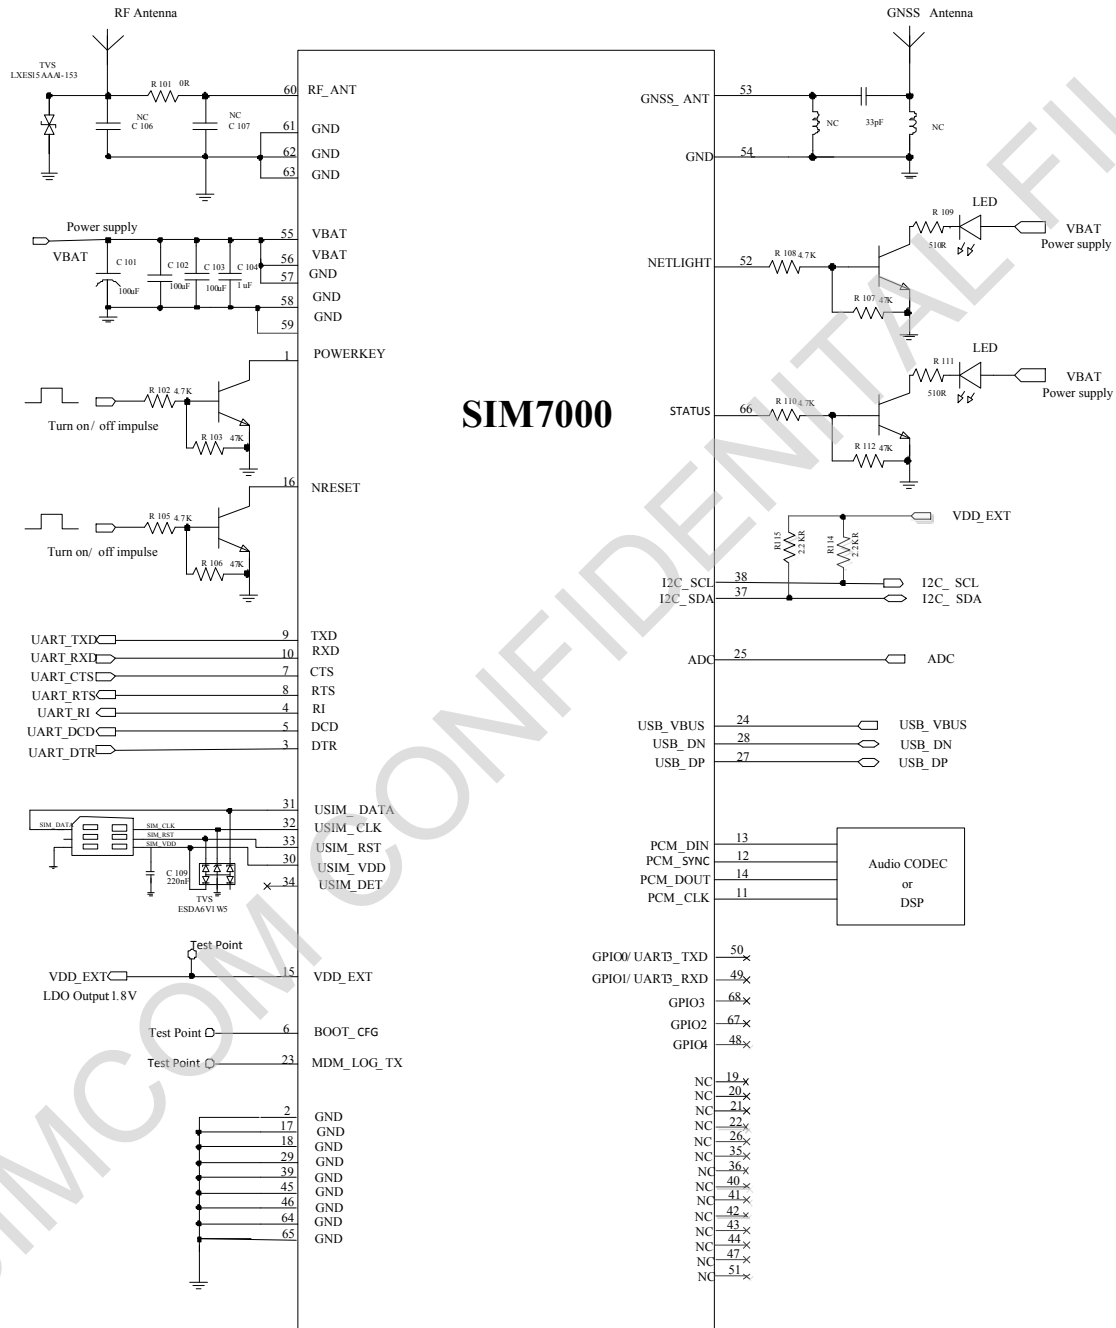 RF Antenna
GNSS Antenna
TVS
LXES15AAA1-153
R 101 0R
60 RF_ANT
NC
C 106
NC
C 107
61 GND
62 GND
63 GND
GNSS_ ANT 53
NC
33pF
NC
GND 54
Power supply
VBAT
55 VBAT
56 VBAT
57 GND
58 GND
59 GND
C 101
100uF
C 102
100uF
C 103
100uF
C 104
1 uF
NETLIGHT 52
R 108 4.7K
R 107 47K
R 109
510R
LED
VBAT
Power supply
1 POWERKEY
R 102 4.7K
Turn on / off impulse
R 103 47K
SIM7000
STATUS 66
R 110 4.7K
R 112 47K
R 111
510R
LED
VBAT
Power supply
16 NRESET
R 105 4.7K
Turn on/ off impulse
R 106 47K
VDD_EXT
R115
2.2KR
R114
2.2KR
I2C_ SCL 38 I2C_ SCL
I2C_ SDA 37 I2C_ SDA
UART_TXD 9 TXD
UART_RXD 10 RXD
UART_CTS 7 CTS
UART_RTS 8 RTS
UART_RI 4 RI
UART_DCD 5 DCD
UART_DTR 3 DTR
ADC 25 ADC
USB_VBUS 24 USB_VBUS
USB_ DN 28 USB_ DN
USB_ DP 27 USB_ DP
31 USIM_ DATA
32 USIM_ CLK
33 USIM_ RST
30 USIM_ VDD
34 USIM_DET
SIM_DATA
SIM_CLK
SIM_RST
SIM_VDD
C 109
220nF
TVS
ESDA6V1W5
PCM_DIN 13
PCM_SYNC 12
PCM_DOUT 14
PCM_CLK 11
Audio CODEC
or
DSP
Test Point
VDD_EXT 15 VDD_EXT
LDO Output 1.8V
Test Point 6 BOOT_CFG
Test Point 23 MDM_LOG_TX
GPIO0/ UART3_TXD 50
GPIO1/ UART3_RXD 49
GPIO3 68
GPIO2 67
GPIO4 48
2 GND
17 GND
18 GND
29 GND
39 GND
45 GND
46 GND
64 GND
65 GND
NC 19
NC 20
NC 21
NC 22
NC 26
NC 35
NC 36
NC 40
NC 41
NC 42
NC 43
NC 44
NC 47
NC 51
SIMCOM CONFIDENTIAL FIL